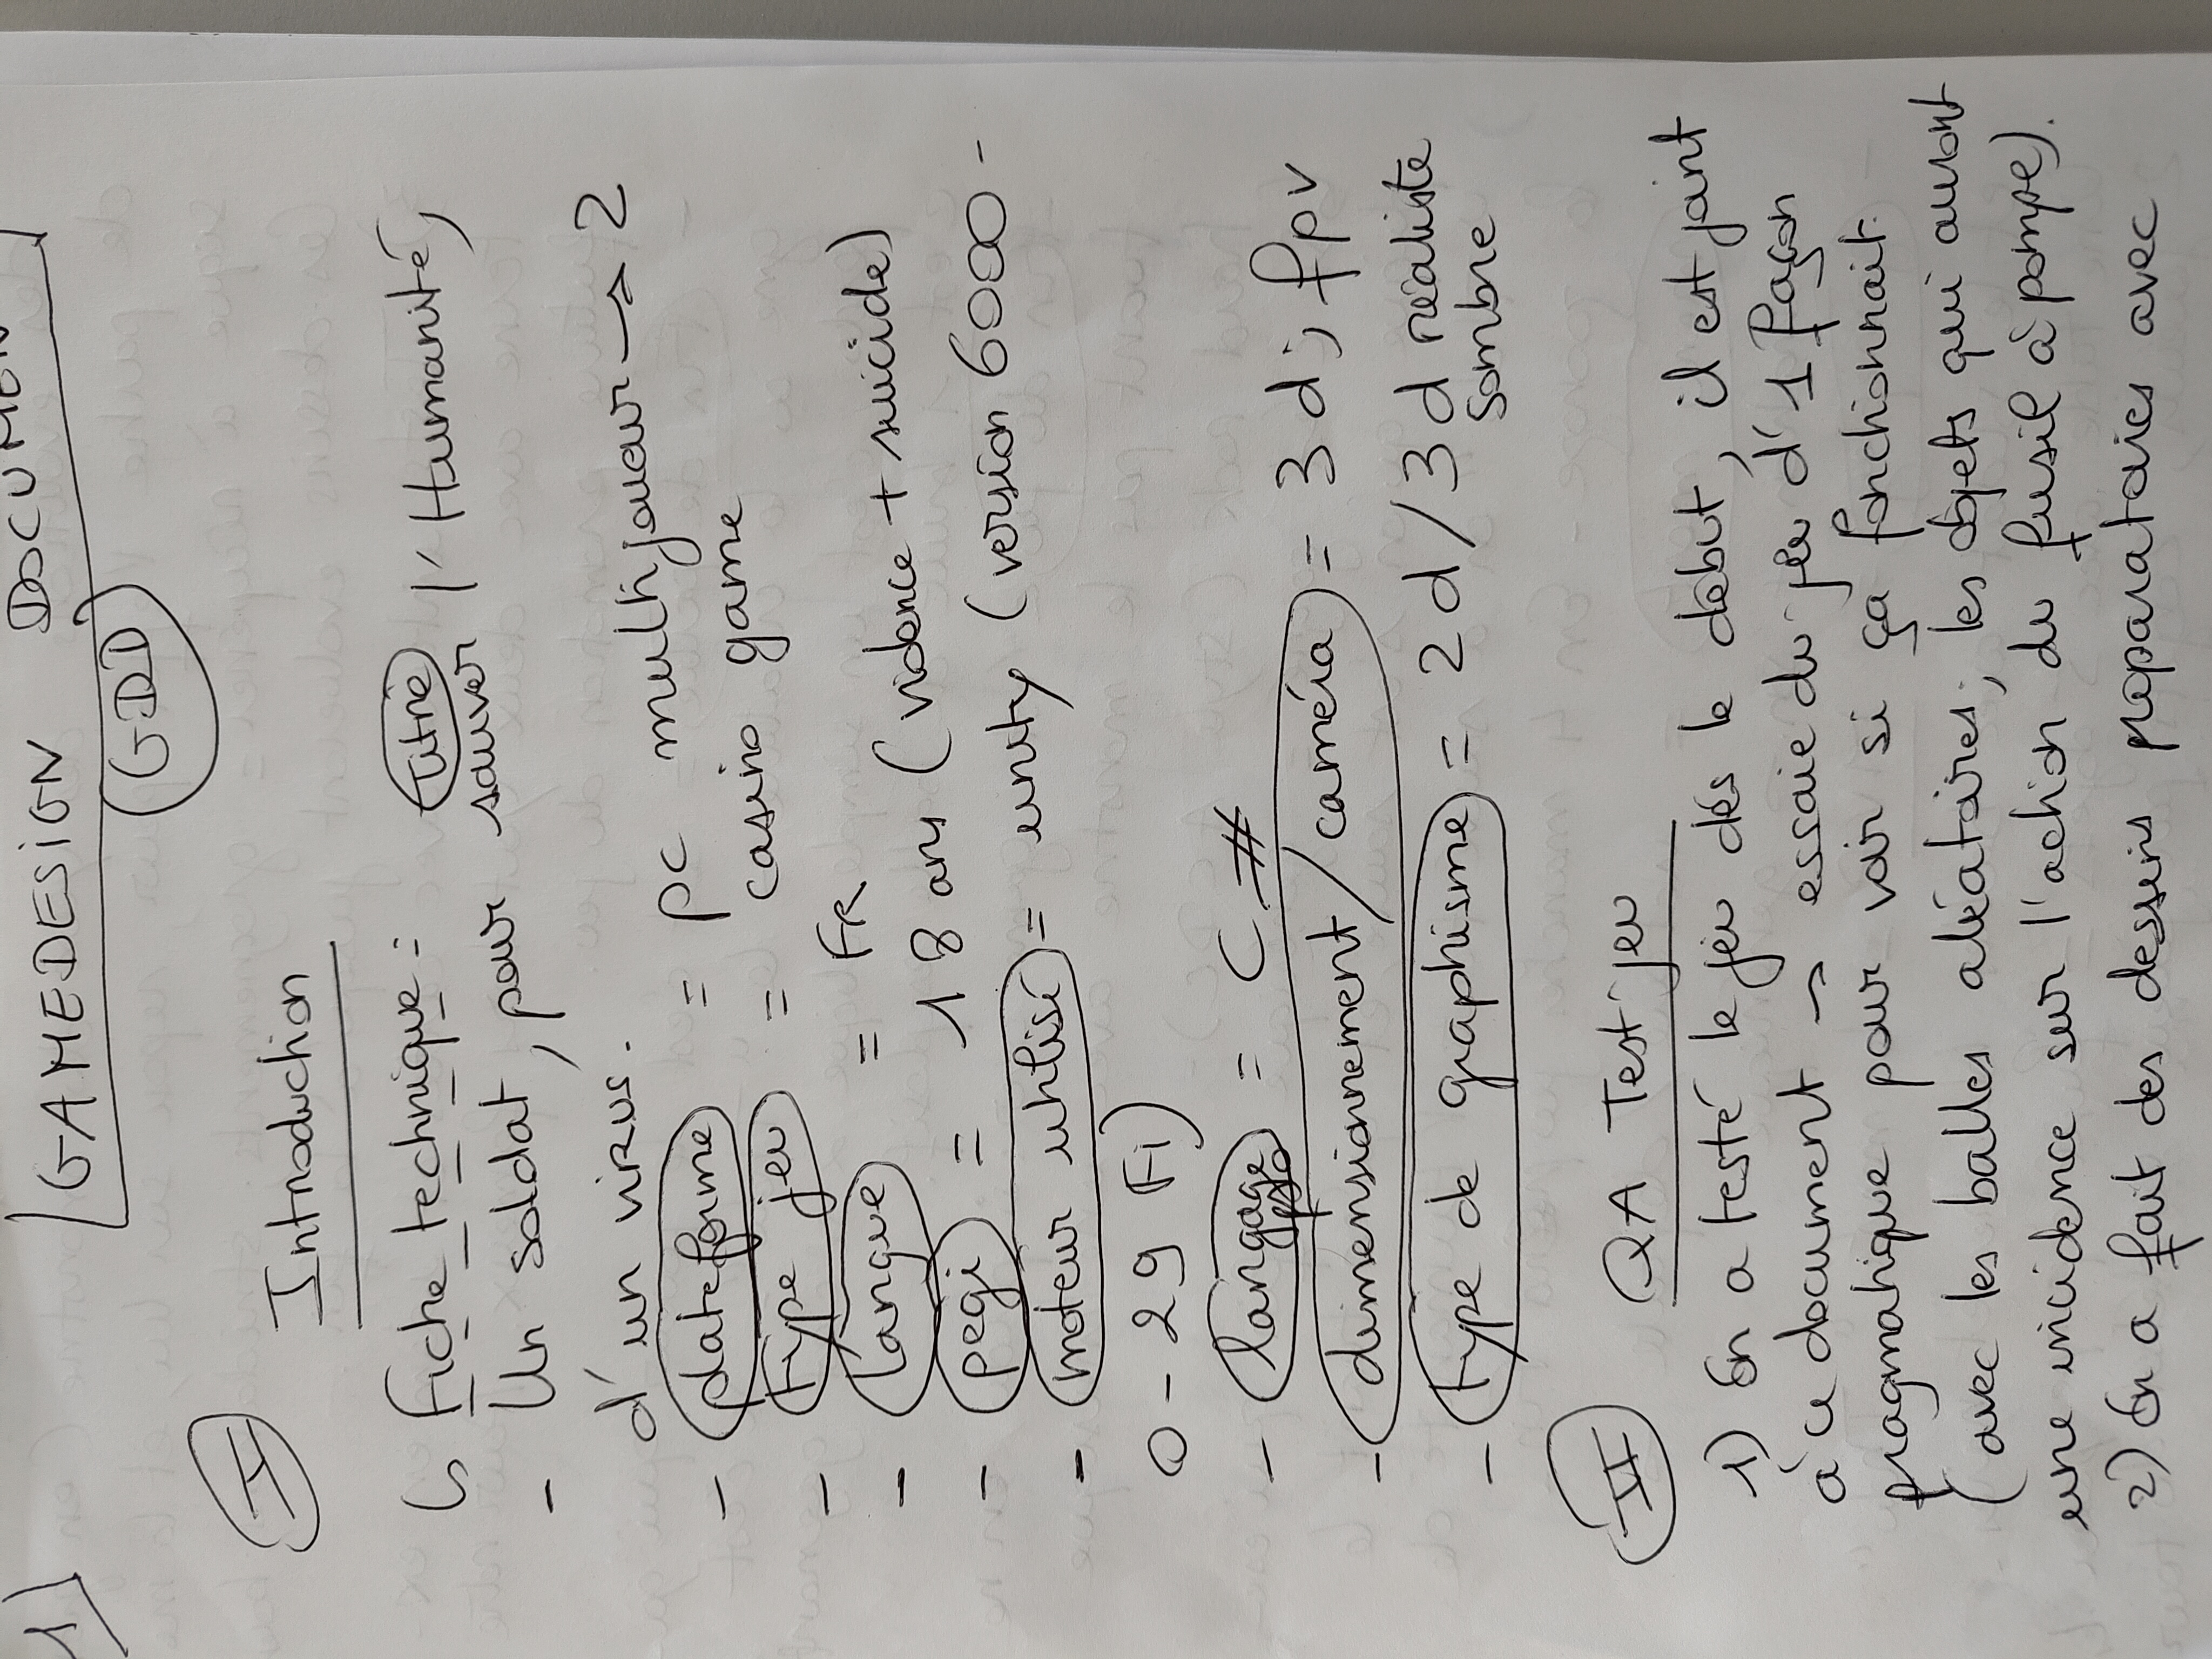 1]
GAMEDESIGN DOCUMEN
GDD
I
Introduction
↳ Fiche technique : Titre
- Un soldat, pour sauver l'Humanité,
d'un virus.
- plateforme = pc multijoueur → 2
- type jeu = casino game
- langue = FR
- pegi = 18 ans (violence + suicide)
- moteur utilisé = unity (version 6000 -
0 - 29 F1)
- langage = C#
pro
- dimensionnement / caméra = 3d ; fpv
- type de graphisme = 2d / 3d réaliste
sombre
II
QA Test jeu
1) On a testé le jeu dès le début, il est joint
à ce document → essaie du jeu d'1 façon
pragmatique pour voir si ça fonctionnait.
(avec les balles aléatoires, les objets qui auront
une incidence sur l'action du fusil à pompe).
2) On a fait des dessins préparatoires avec